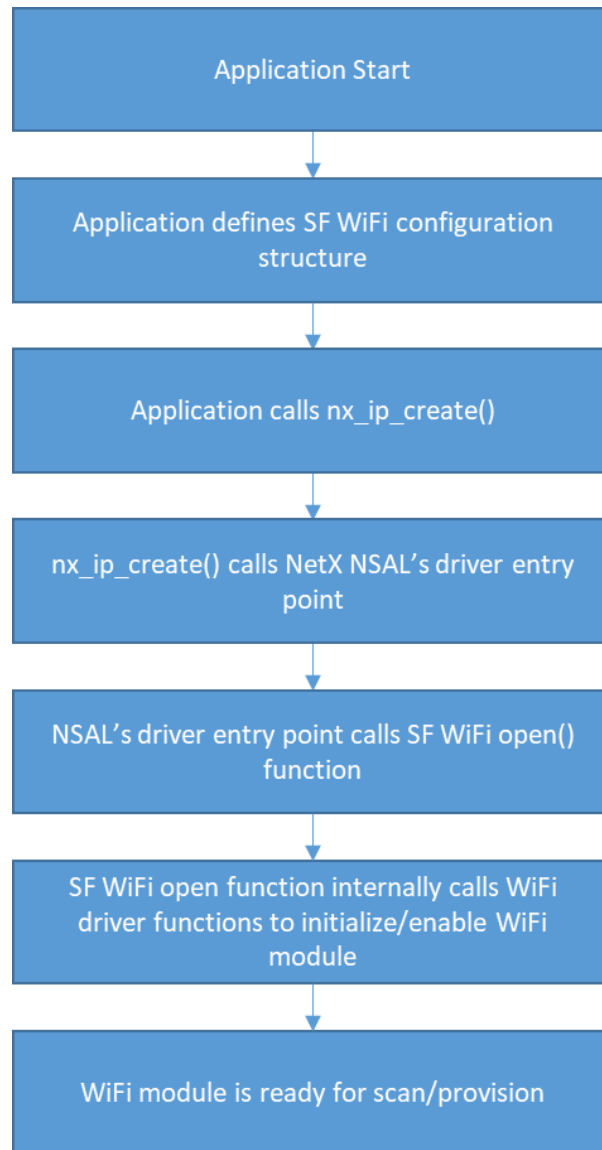 Application Start
Application defines SF WiFi configuration
structure
Application calls nx_ip_create()
nx_ip_create() calls NetX NSAL’s driver entry
point
NSAL’s driver entry point calls SF WiFi open()
function
SF WiFi open function internally calls WiFi
driver functions to initialize/enable WiFi
module
WiFi module is ready for scan/provision